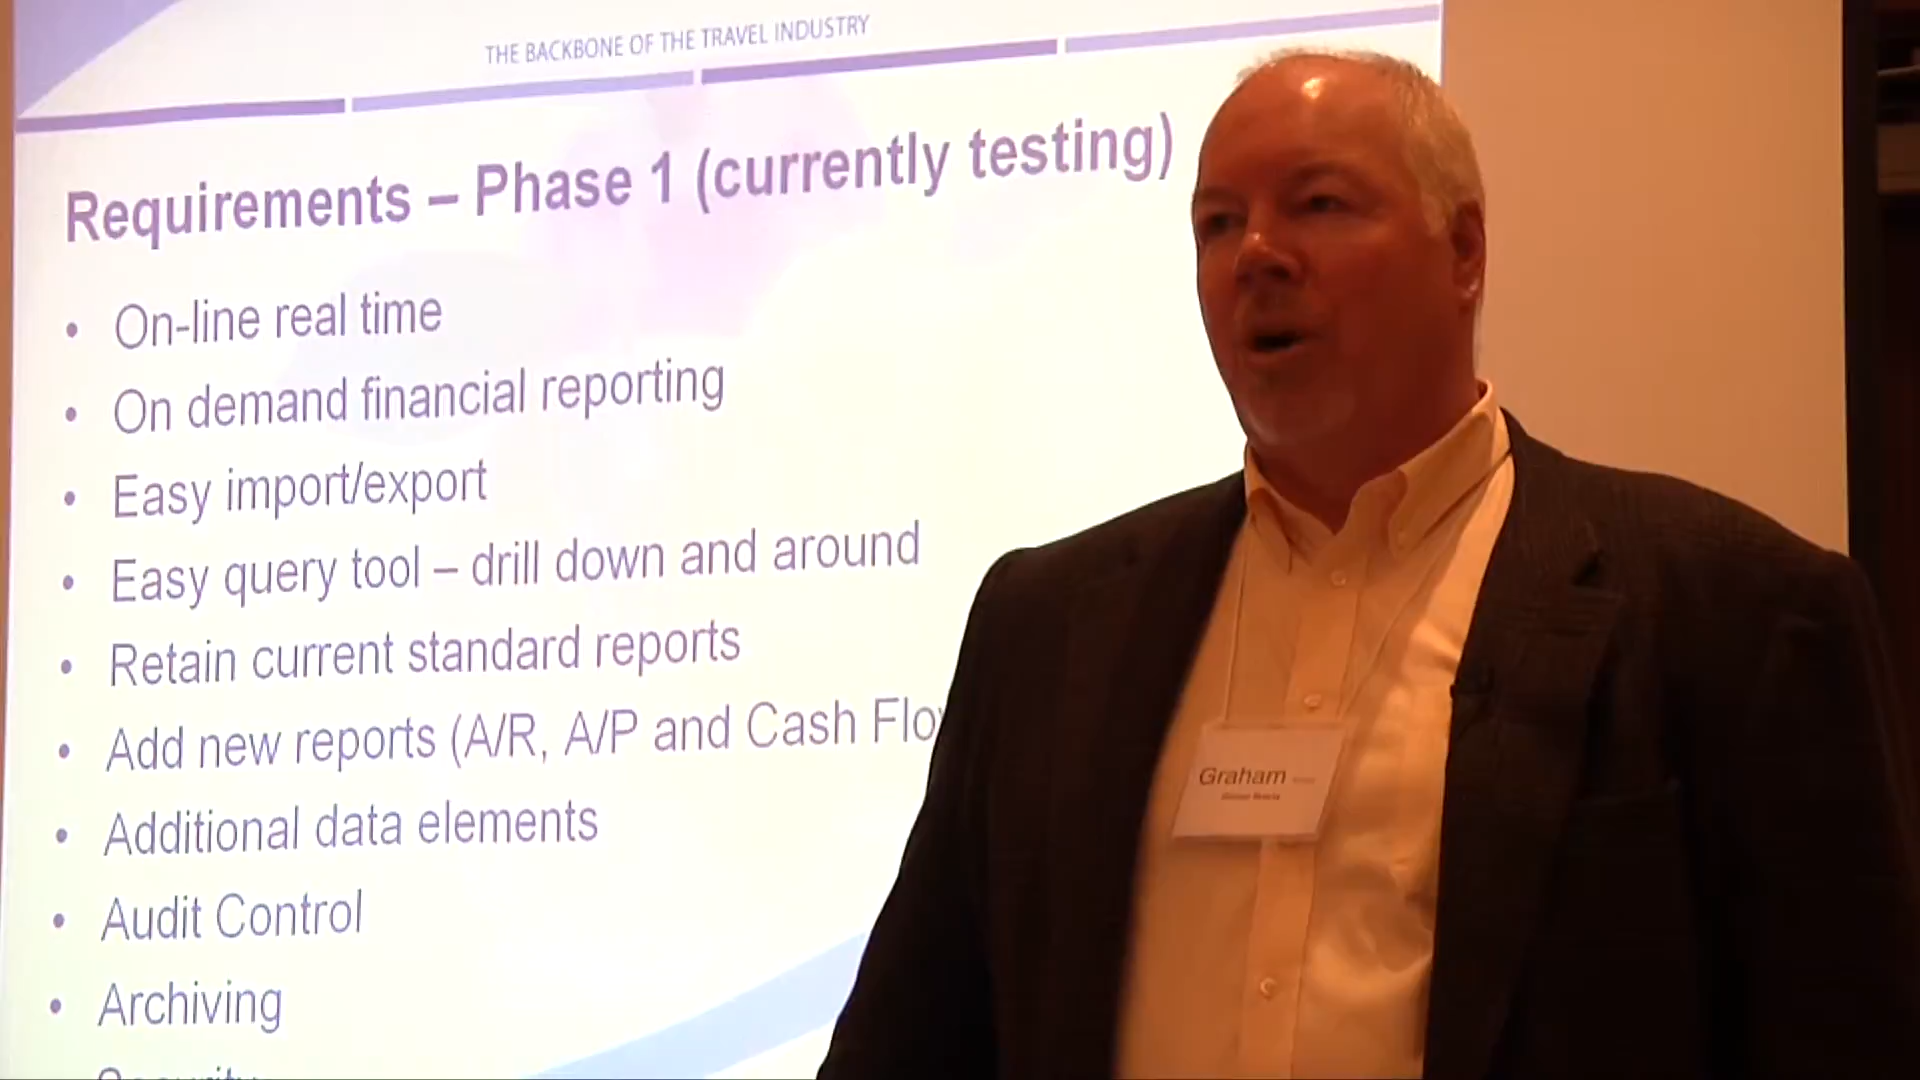 THE BACKBONE OF THE TRAVEL INDUSTRY
Requirements – Phase 1 (currently testing)
• On-line real time
• On demand financial reporting
• Easy import/export
• Easy query tool – drill down and around
• Retain current standard reports
• Add new reports (A/R, A/P and Cash Flo
• Additional data elements
• Audit Control
• Archiving
Security
Graham